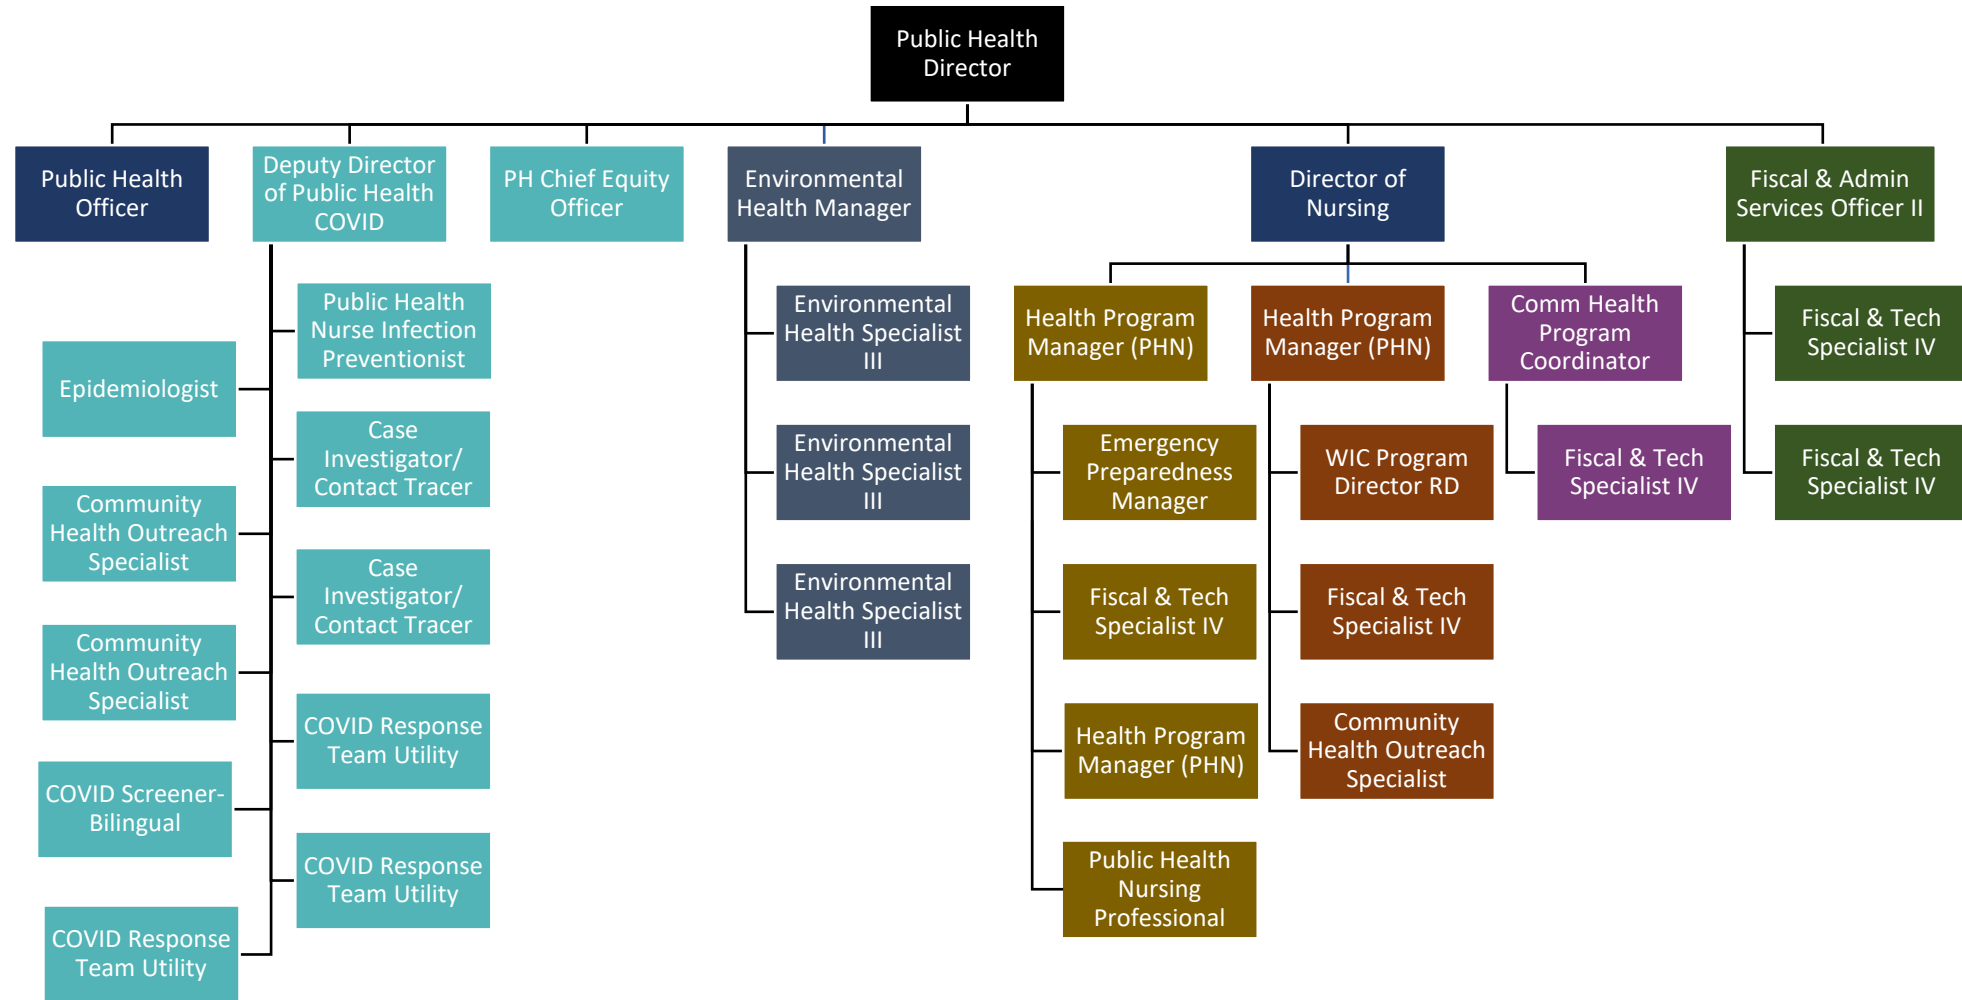 Public Health
Director
Public Health
Officer
Deputy Director
of Public Health
COVID
PH Chief Equity
Officer
Environmental
Health Manager
Director of
Nursing
Fiscal & Admin
Services Officer II
Public Health
Nurse Infection
Preventionist
Epidemiologist
Case
Investigator/
Contact Tracer
Community
Health Outreach
Specialist
Case
Investigator/
Contact Tracer
Community
Health Outreach
Specialist
COVID Response
Team Utility
COVID Screener-
Bilingual
COVID Response
Team Utility
COVID Response
Team Utility
Environmental
Health Specialist
III
Environmental
Health Specialist
III
Environmental
Health Specialist
III
Health Program
Manager (PHN)
Emergency
Preparedness
Manager
Fiscal & Tech
Specialist IV
Health Program
Manager (PHN)
Public Health
Nursing
Professional
Health Program
Manager (PHN)
WIC Program
Director RD
Fiscal & Tech
Specialist IV
Community
Health Outreach
Specialist
Comm Health
Program
Coordinator
Fiscal & Tech
Specialist IV
Fiscal & Tech
Specialist IV
Fiscal & Tech
Specialist IV